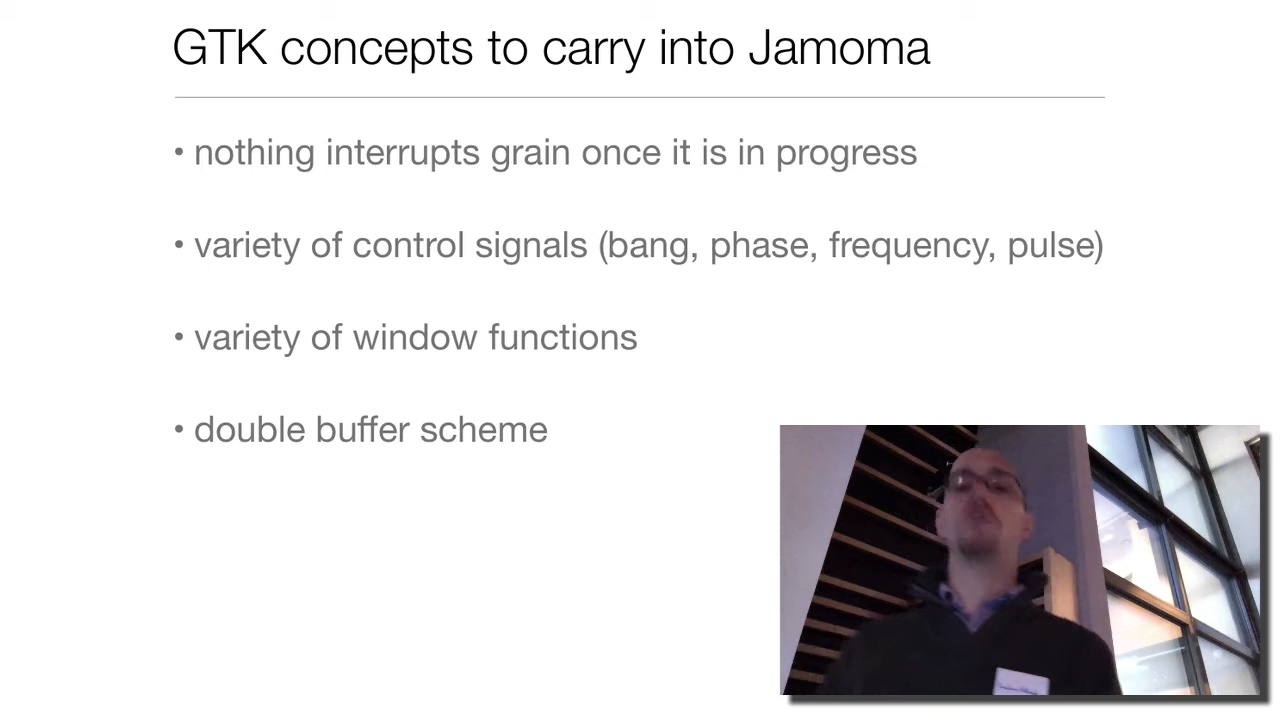 GTK concepts to carry into Jamoma
• nothing interrupts grain once it is in progress
• variety of control signals (bang, phase, frequency, pulse)
• variety of window functions
• double buffer scheme